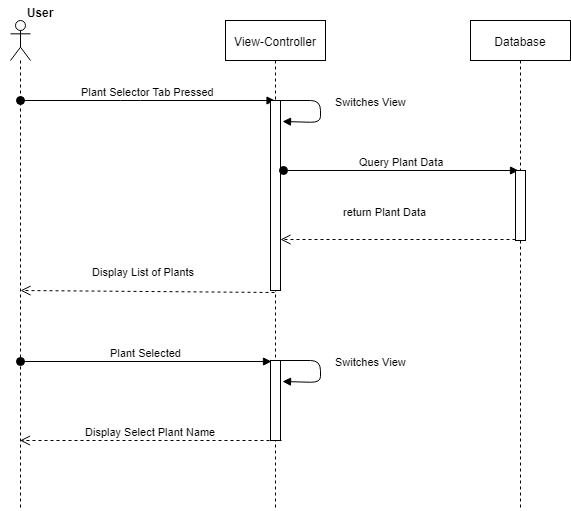 User
View-Controller
Database
Plant Selector Tab Pressed
Switches View
Query Plant Data
return Plant Data
Display List of Plants
Plant Selected
Switches View
Display Select Plant Name